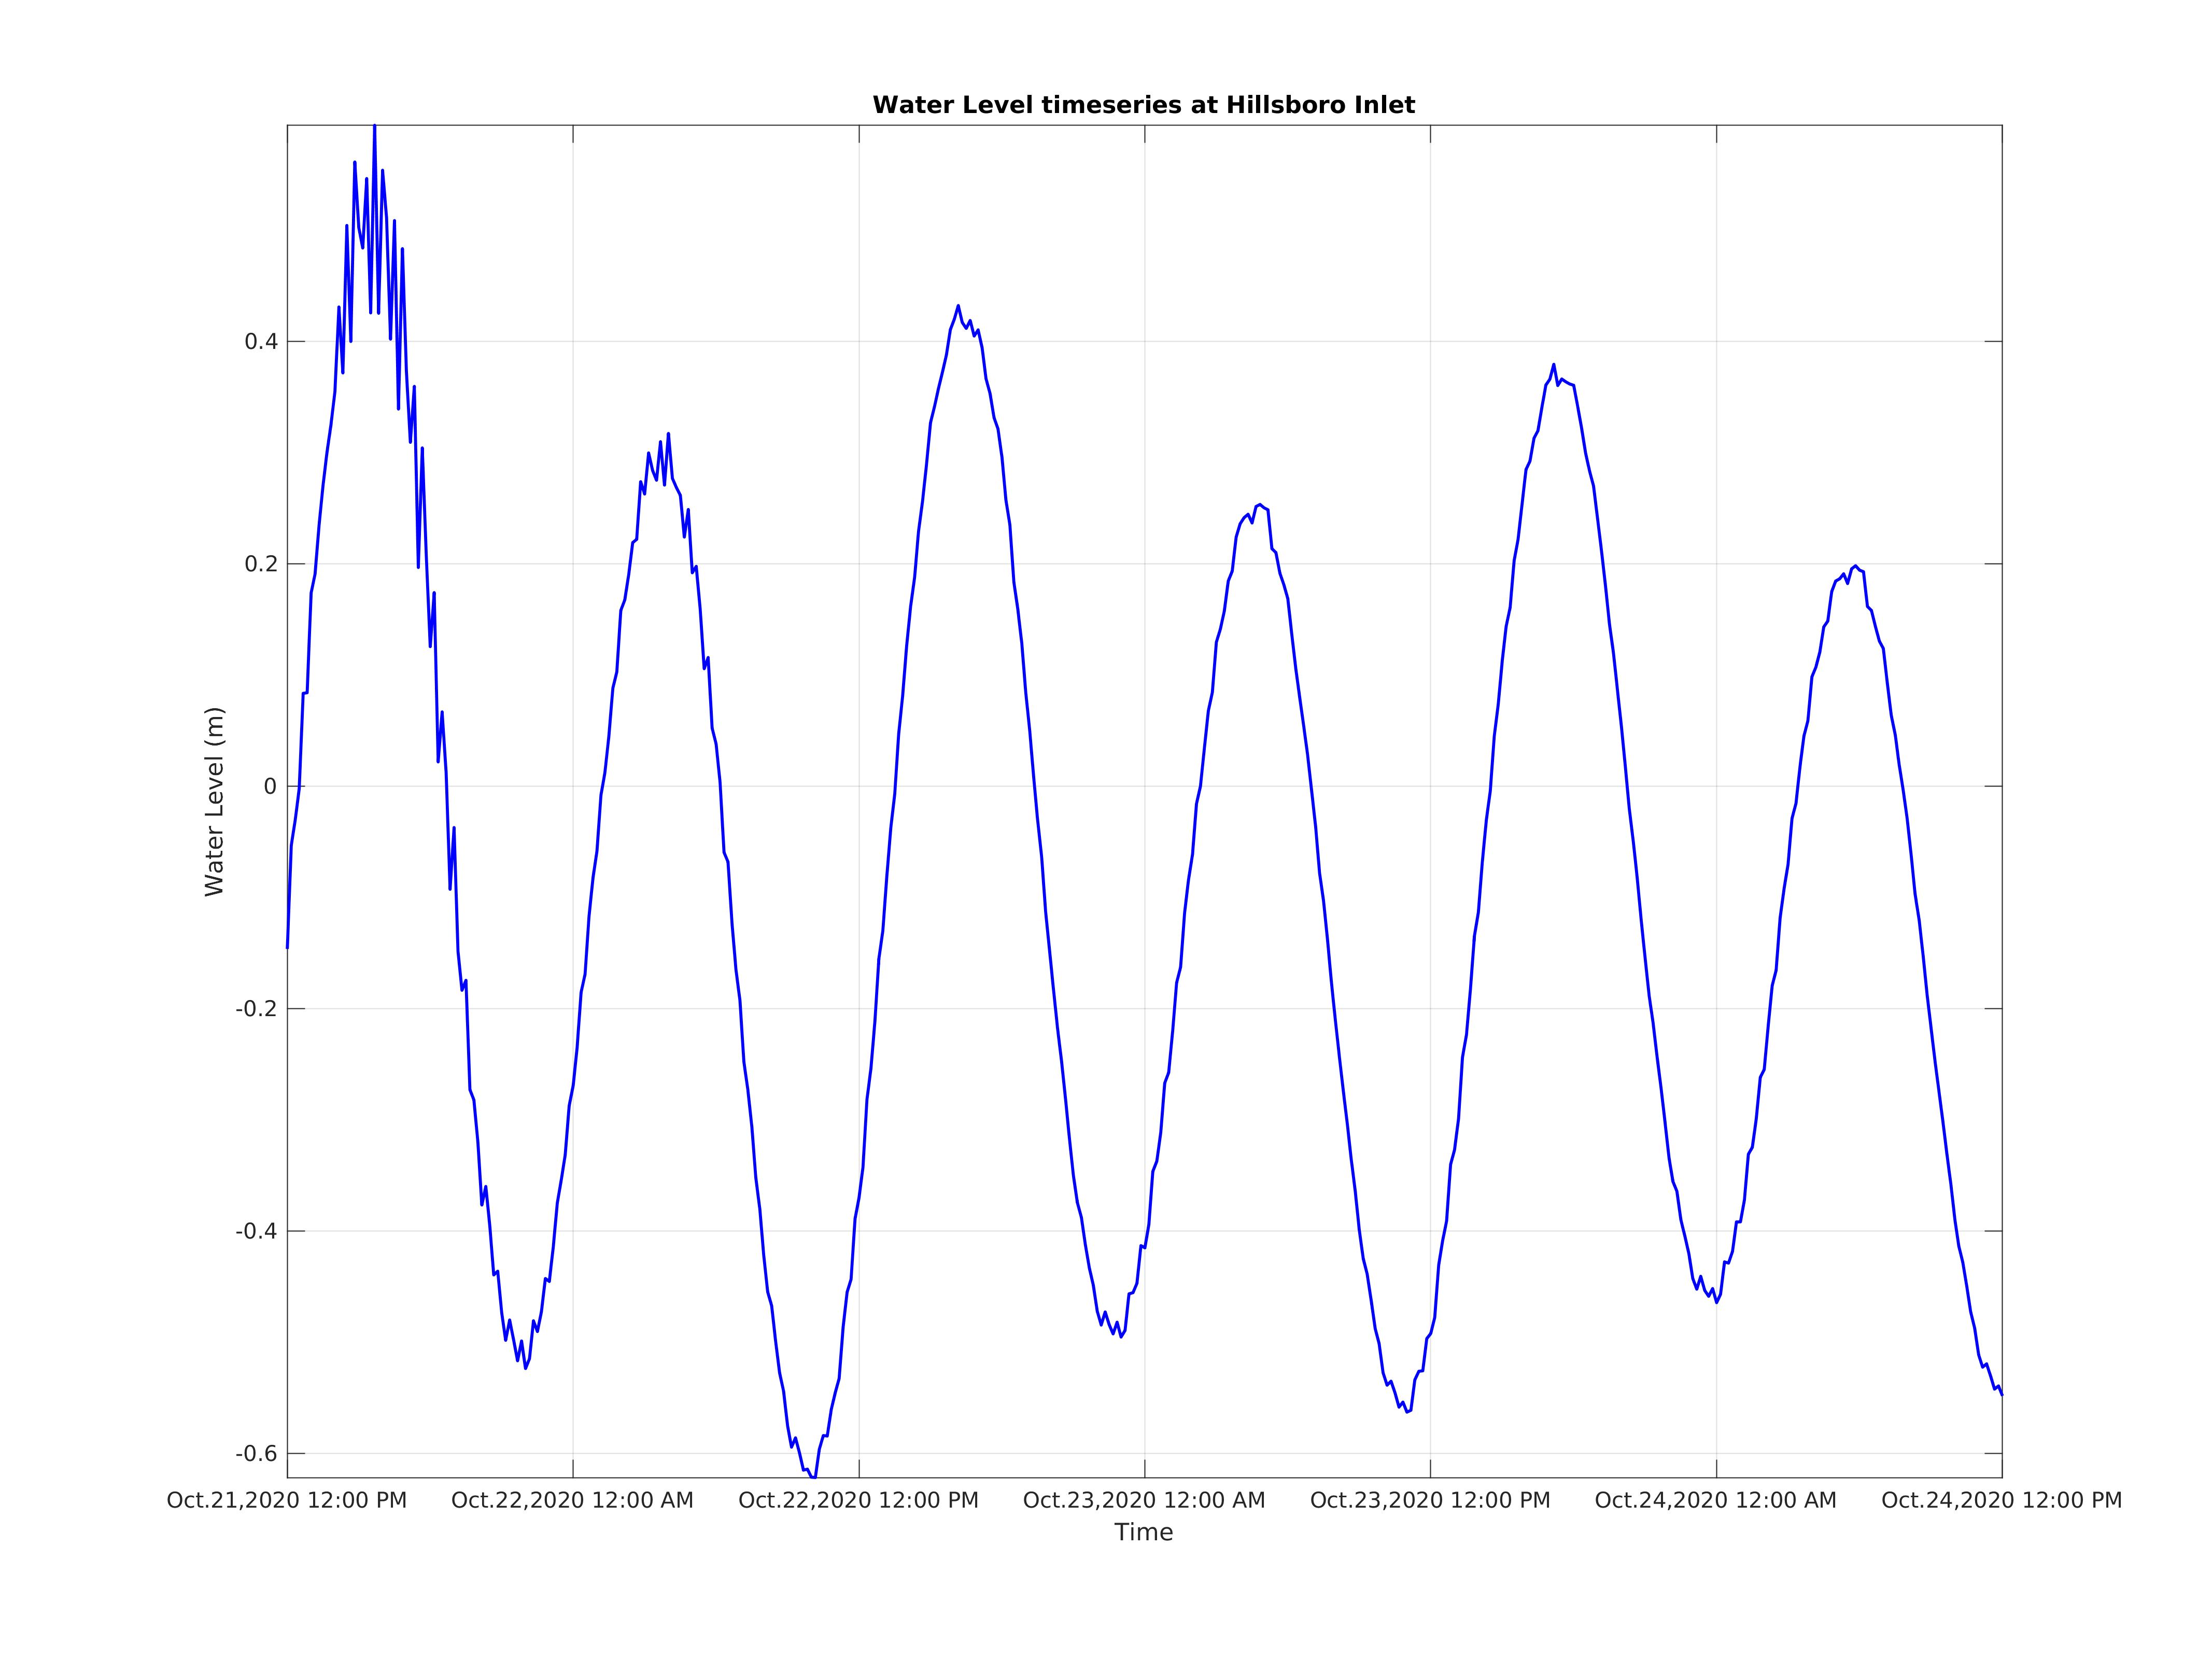 Water Level timeseries at Hillsboro Inlet
0.4
0.2
0
-0.2
-0.4
-0.6
Water Level (m)
Oct.21,2020 12:00 PM
Oct.22,2020 12:00 AM
Oct.22,2020 12:00 PM
Oct.23,2020 12:00 AM
Oct.23,2020 12:00 PM
Oct.24,2020 12:00 AM
Oct.24,2020 12:00 PM
Time